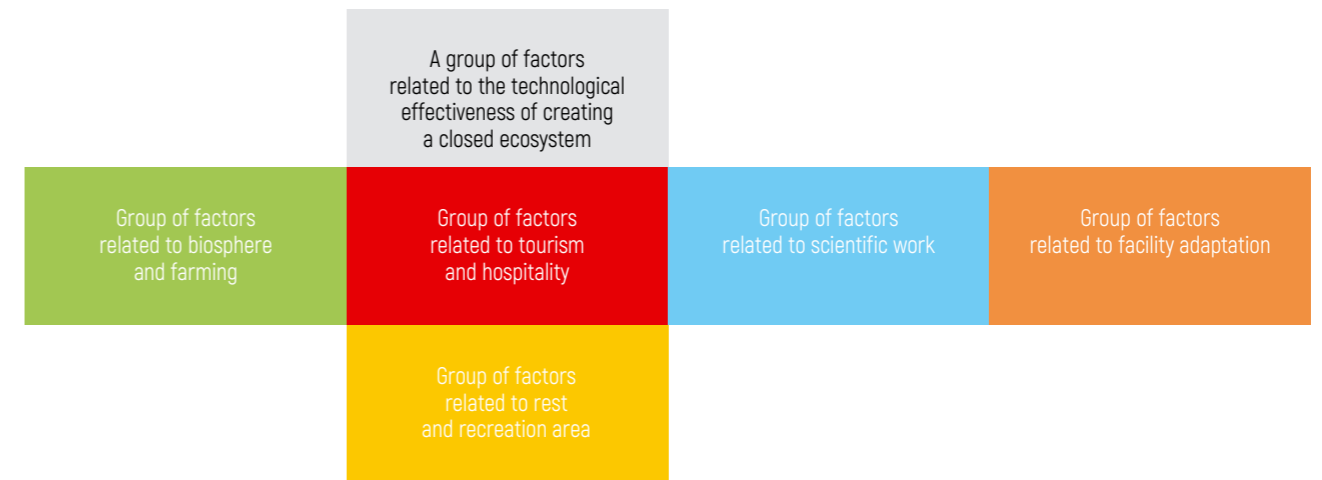 A group of factors
related to the technological
effectiveness of creating
a closed ecosystem
Group of factors
related to biosphere
and farming
Group of factors
related to tourism
and hospitality
Group of factors
related to scientific work
Group of factors
related to facility adaptation
Group of factors
related to rest
and recreation area